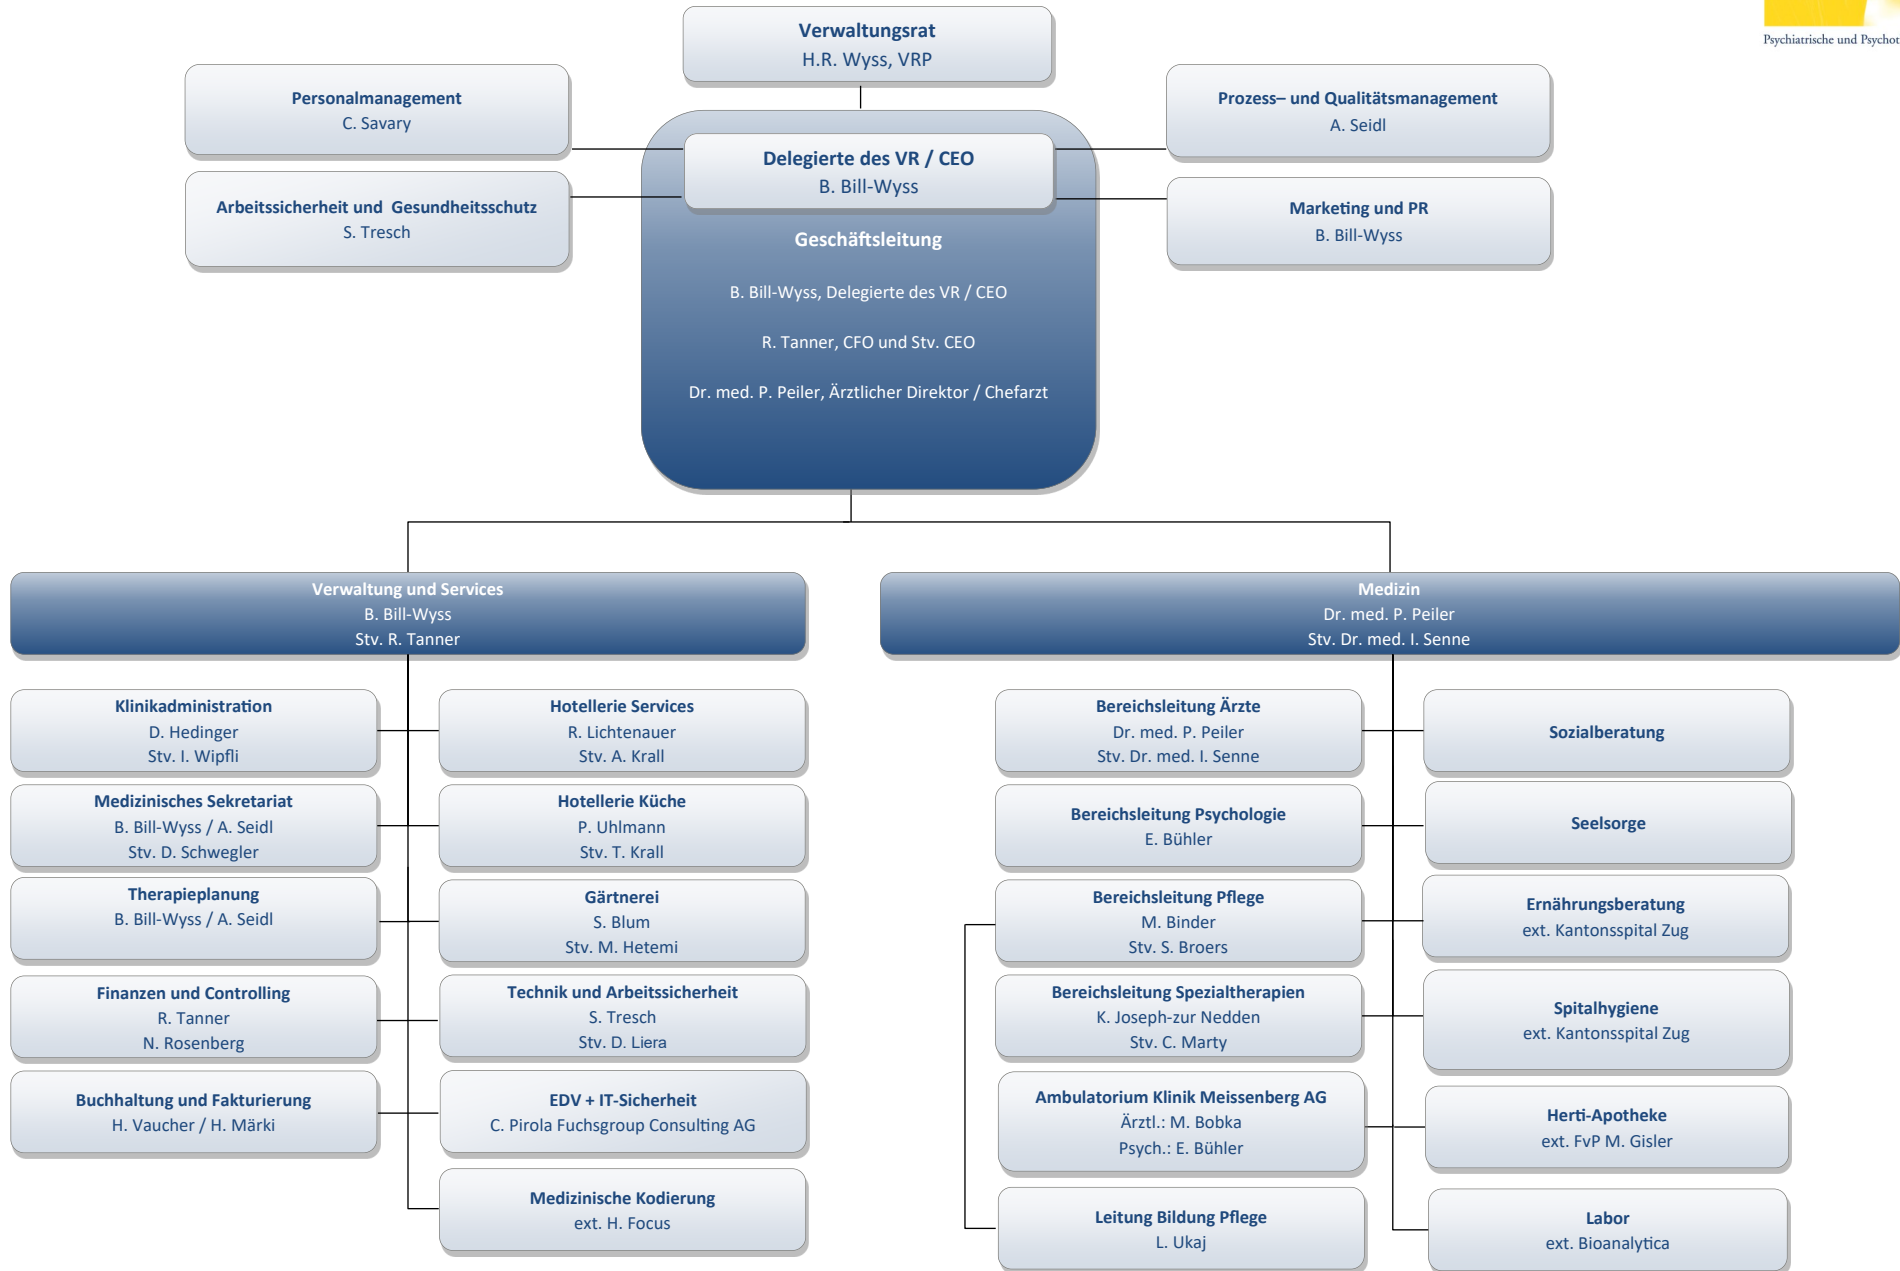 Psychiatrische und Psychot
Verwaltungsrat
H.R. Wyss, VRP
Personalmanagement
C. Savary
Prozess– und Qualitätsmanagement
A. Seidl
Delegierte des VR / CEO
B. Bill-Wyss
Arbeitssicherheit und Gesundheitsschutz
S. Tresch
Marketing und PR
B. Bill-Wyss
Geschäftsleitung
B. Bill-Wyss, Delegierte des VR / CEO
R. Tanner, CFO und Stv. CEO
Dr. med. P. Peiler, Ärztlicher Direktor / Chefarzt
Verwaltung und Services
B. Bill-Wyss
Stv. R. Tanner
Medizin
Dr. med. P. Peiler
Stv. Dr. med. I. Senne
Klinikadministration
D. Hedinger
Stv. I. Wipfli
Hotellerie Services
R. Lichtenauer
Stv. A. Krall
Medizinisches Sekretariat
B. Bill-Wyss / A. Seidl
Stv. D. Schwegler
Hotellerie Küche
P. Uhlmann
Stv. T. Krall
Therapieplanung
B. Bill-Wyss / A. Seidl
Gärtnerei
S. Blum
Stv. M. Hetemi
Finanzen und Controlling
R. Tanner
N. Rosenberg
Technik und Arbeitssicherheit
S. Tresch
Stv. D. Liera
Buchhaltung und Fakturierung
H. Vaucher / H. Märki
EDV + IT-Sicherheit
C. Pirola Fuchsgroup Consulting AG
Medizinische Kodierung
ext. H. Focus
Bereichsleitung Ärzte
Dr. med. P. Peiler
Stv. Dr. med. I. Senne
Sozialberatung
Bereichsleitung Psychologie
E. Bühler
Seelsorge
Bereichsleitung Pflege
M. Binder
Stv. S. Broers
Ernährungsberatung
ext. Kantonsspital Zug
Bereichsleitung Spezialtherapien
K. Joseph-zur Nedden
Stv. C. Marty
Spitalhygiene
ext. Kantonsspital Zug
Ambulatorium Klinik Meissenberg AG
Ärztl.: M. Bobka
Psych.: E. Bühler
Herti-Apotheke
ext. FvP M. Gisler
Leitung Bildung Pflege
L. Ukaj
Labor
ext. Bioanalytica